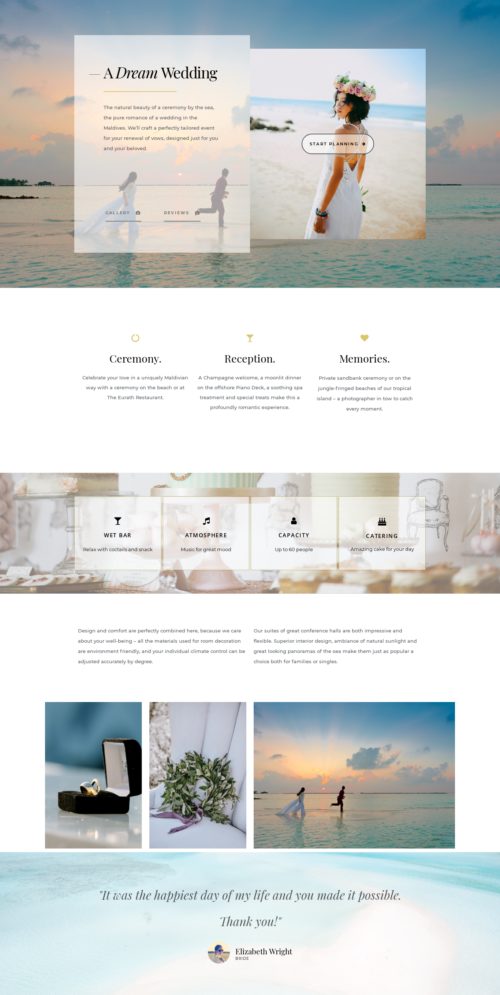 — A Dream Wedding
The natural beauty of a ceremony by the sea,
the pure romance of a wedding in the
Maldives. We'll craft a perfectly tailored event
for your renewal of vows, designed just for you
and your beloved.
GALLERY
REVIEWS
START PLANNING
Ceremony.
Celebrate your love in a uniquely Maldivian
way with a ceremony on the beach or at
The Eurath Restaurant.
Reception.
A Champagne welcome, a moonlit dinner
on the offshore Piano Deck, a soothing spa
treatment and special treats make this a
profoundly romantic experience.
Memories.
Private sandbank ceremony or on the
jungle-fringed beaches of our tropical
island – a photographer in tow to catch
every moment.
WET BAR
Relax with coctails and snack
ATMOSPHERE
Music for great mood
CAPACITY
Up to 60 people
CATERING
Amazing cake for your day
Design and comfort are perfectly combined here, because we care
about your well-being – all the materials used for room decoration
are environment friendly, and your individual climate control can be
adjusted accurately by degree.
Our suites of great conference halls are both impressive and
flexible. Superior interior design, ambiance of natural sunlight and
great looking panoramas of the sea make them just as popular a
choice both for families or singles.
"It was the happiest day of my life and you made it possible.
Thank you!"
Elizabeth Wright
BRIDE